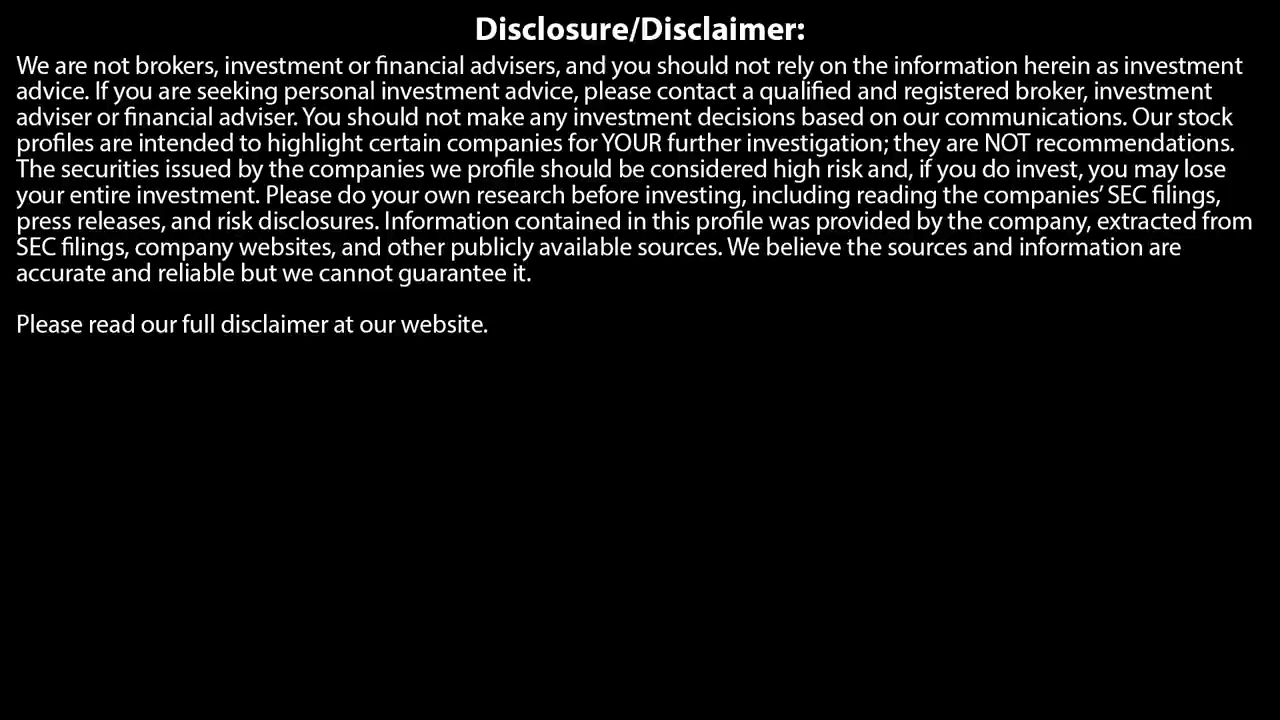 Disclosure/Disclaimer:
We are not brokers, investment or financial advisers, and you should not rely on the information herein as investment
advice. If you are seeking personal investment advice, please contact a qualified and registered broker, investment
adviser or financial adviser. You should not make any investment decisions based on our communications. Our stock
profiles are intended to highlight certain companies for YOUR further investigation; they are NOT recommendations.
The securities issued by the companies we profile should be considered high risk and, if you do invest, you may lose
your entire investment. Please do your own research before investing, including reading the companies’ SEC filings,
press releases, and risk disclosures. Information contained in this profile was provided by the company, extracted from
SEC filings, company websites, and other publicly available sources. We believe the sources and information are
accurate and reliable but we cannot guarantee it.
Please read our full disclaimer at our website.